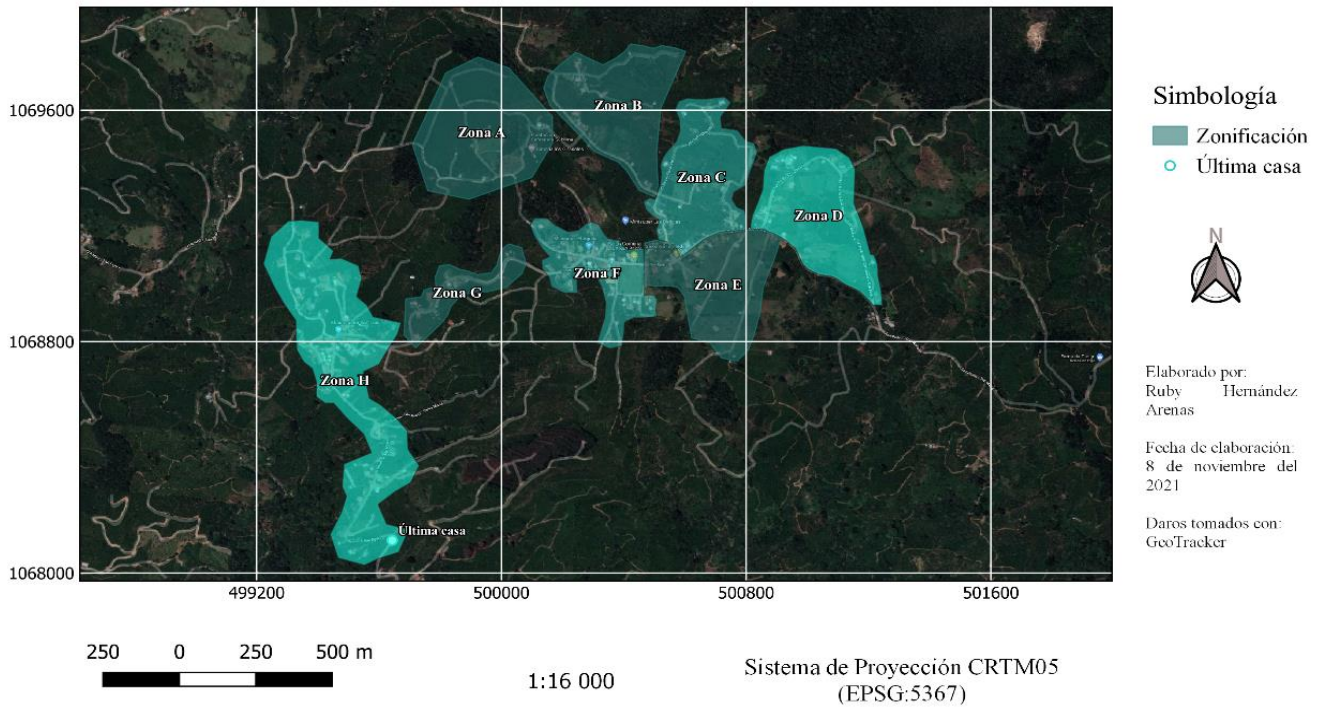 1069600
1068800
1068000
499200
500000
500800
501600
Zona A
Zona B
Zona C
Zona D
Zona E
Zona F
Zona G
Zona H
Última casa
Simbología
Zonificación
Última casa
N
Elaborado por:
Ruby Hernández
Arenas
Fecha de elaboración:
8 de noviembre del
2021
Daros tomados con:
GeoTracker
250 0 250 500 m
1:16 000
Sistema de Proyección CRTM05
(EPSG:5367)